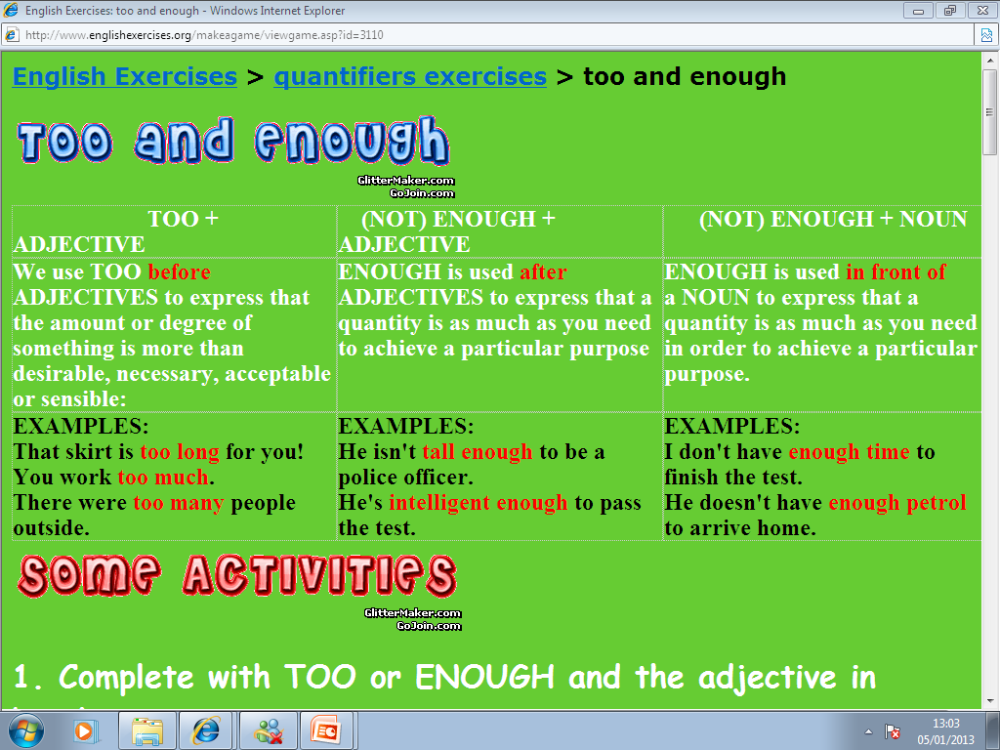 English Exercises: too and enough - Windows Internet Explorer
http://www.englishexercises.org/makeagame/viewgame.asp?id=3110
English Exercises > quantifiers exercises > too and enough
Too and enough
GlitterMaker.com
GoJoin.com
TOO +
ADJECTIVE
(NOT) ENOUGH +
ADJECTIVE
(NOT) ENOUGH + NOUN
We use TOO before
ADJECTIVES to express that
the amount or degree of
something is more than
desirable, necessary, acceptable
or sensible:
ENOUGH is used after
ADJECTIVES to express that a
quantity is as much as you need
to achieve a particular purpose
ENOUGH is used in front of
a NOUN to express that a
quantity is as much as you need
in order to achieve a particular
purpose.
EXAMPLES:
That skirt is too long for you!
You work too much.
There were too many people
outside.
EXAMPLES:
He isn't tall enough to be a
police officer.
He's intelligent enough to pass
the test.
EXAMPLES:
I don't have enough time to
finish the test.
He doesn't have enough petrol
to arrive home.
Some Activities
GlitterMaker.com
GoJoin.com
1. Complete with TOO or ENOUGH and the adjective in
13:03
05/01/2013